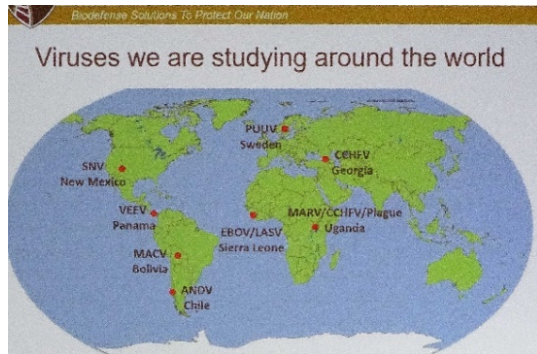 Biodefense Solutions To Protect Our Nation
Viruses we are studying around the world
PUUV
Sweden
CCHFV
Georgia
SNV
New Mexico
VEEV
Panama
MARV/CCHFV/Plague
Uganda
EBOV/LASV
Sierra Leone
MACV
Bolivia
ANDV
Chile